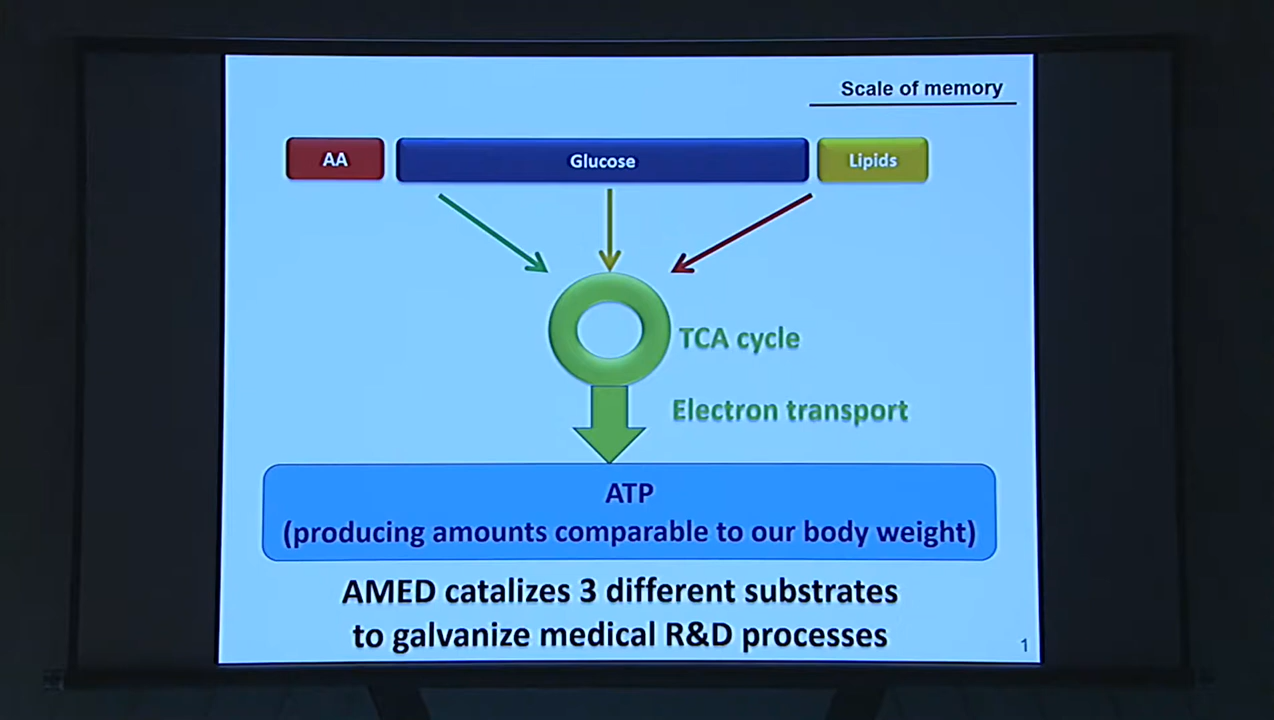 Scale of memory
AA
Glucose
Lipids
TCA cycle
Electron transport
ATP
(producing amounts comparable to our body weight)
AMED catalizes 3 different substrates
to galvanize medical R&D processes
1